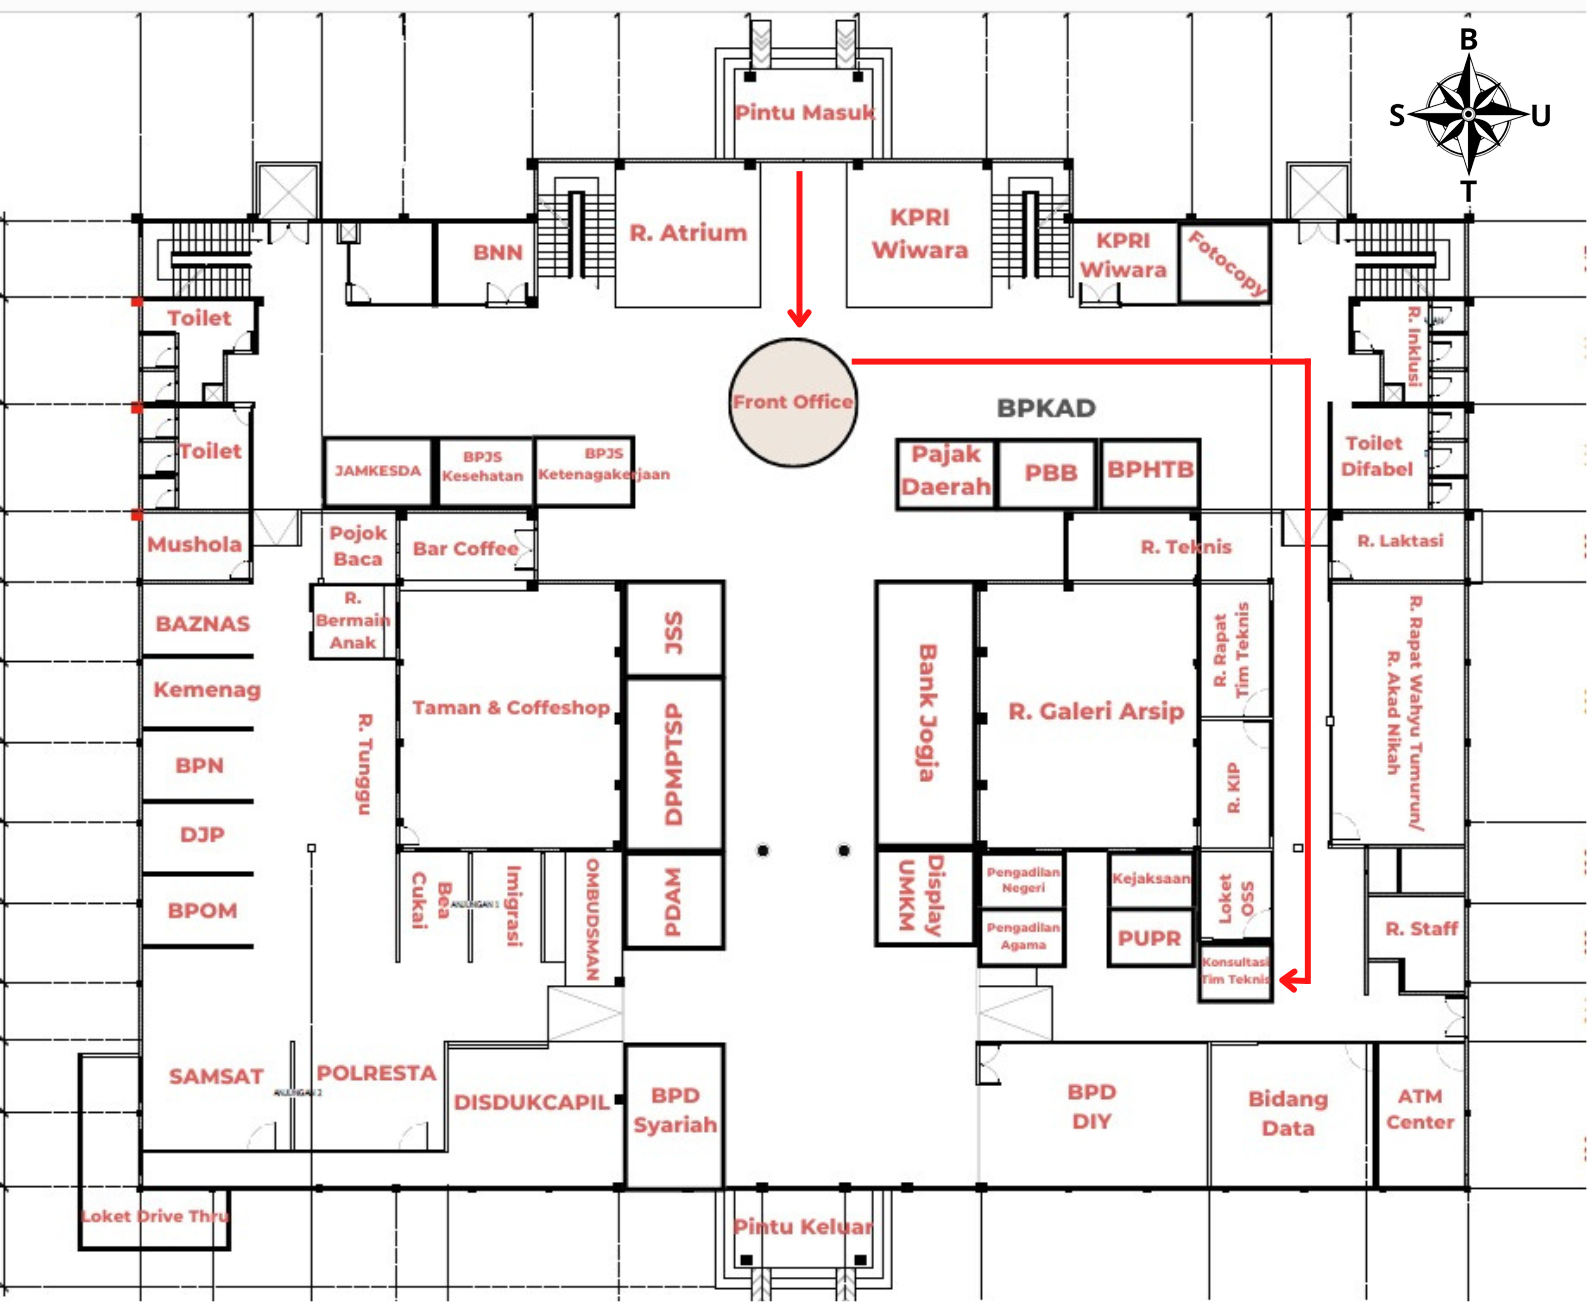 B
S
U
T
Pintu Masuk
R. Atrium
KPRI
Wiwara
BNN
KPRI
Wiwara
Fotocopy
Toilet
R. Inklusi
Front Office
BPKAD
Toilet
JAMKESDA
BPJS
Kesehatan
BPJS
Ketenagakerjaan
Pajak
Daerah
PBB
BPHTB
Toilet
Difabel
Mushola
Pojok
Baca
Bar Coffee
R. Teknis
R. Laktasi
BAZNAS
R.
Bermain
Anak
JSS
Kemenag
Taman & Coffeshop
R. Tunggu
DPMPTSP
Bank Jogja
R. Galeri Arsip
R. Rapat
Tim Teknis
R. Rapat Wahyu Tumurun/
R. Akad Nikah
BPN
R. KIP
DJP
BPOM
Bea
Cukai
ANJUNGAN 1
Imigrasi
OMBUDSMAN
PDAM
Display
UMKM
Pengadilan
Negeri
Kejaksaan
Loket
OSS
Pengadilan
Agama
PUPR
R. Staff
Konsultasi
Tim Teknis
SAMSAT
ANJUNGAN 2
POLRESTA
DISDUKCAPIL
BPD
Syariah
BPD
DIY
Bidang
Data
ATM
Center
Loket Drive Thru
Pintu Keluar